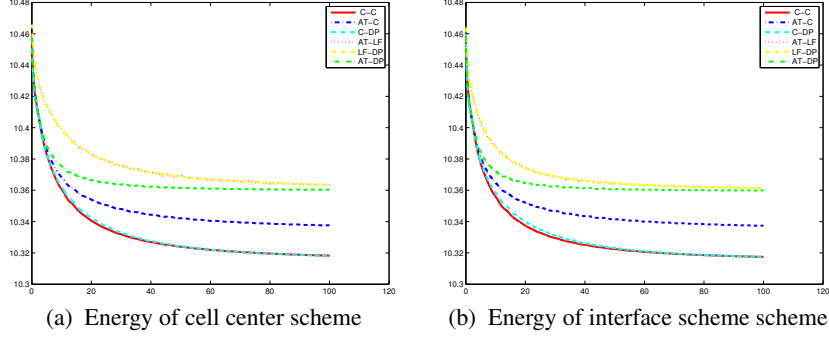 10.48
10.46
10.44
10.42
10.4
10.38
10.36
10.34
10.32
10.3
0 20 40 60 80 100 120
C−C
AT−C
C−DP
AT−LF
LF−DP
AT−DP
(a) Energy of cell center scheme
10.48
10.46
10.44
10.42
10.4
10.38
10.36
10.34
10.32
10.3
0 20 40 60 80 100 120
C−C
AT−C
C−DP
AT−LF
LF−DP
AT−DP
(b) Energy of interface scheme scheme